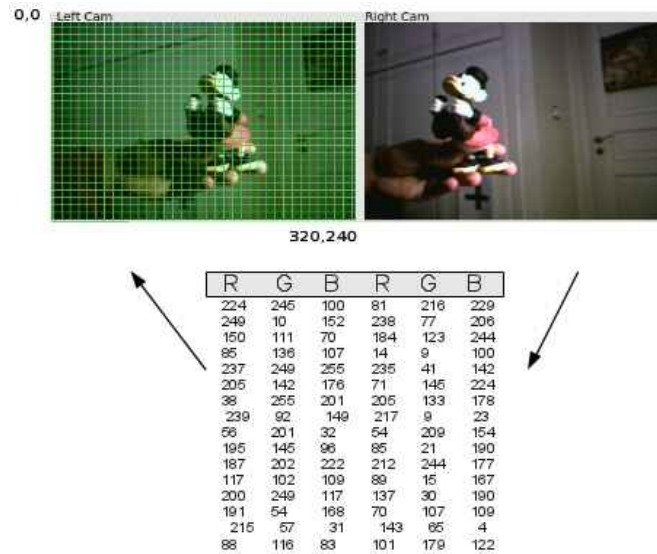 0,0 Left Cam Right Cam
320,240
R G B R G B
224 245 100 81 216 229
249 10 152 238 77 206
150 111 70 184 123 244
85 136 107 14 9 100
237 249 255 235 41 142
205 142 176 71 145 224
38 255 201 205 133 178
239 92 149 217 9 23
56 201 32 54 209 154
195 145 96 85 21 190
187 202 222 212 244 177
117 102 109 89 15 167
200 249 117 137 30 190
191 54 168 70 107 109
215 57 31 143 65 4
88 116 83 101 179 122